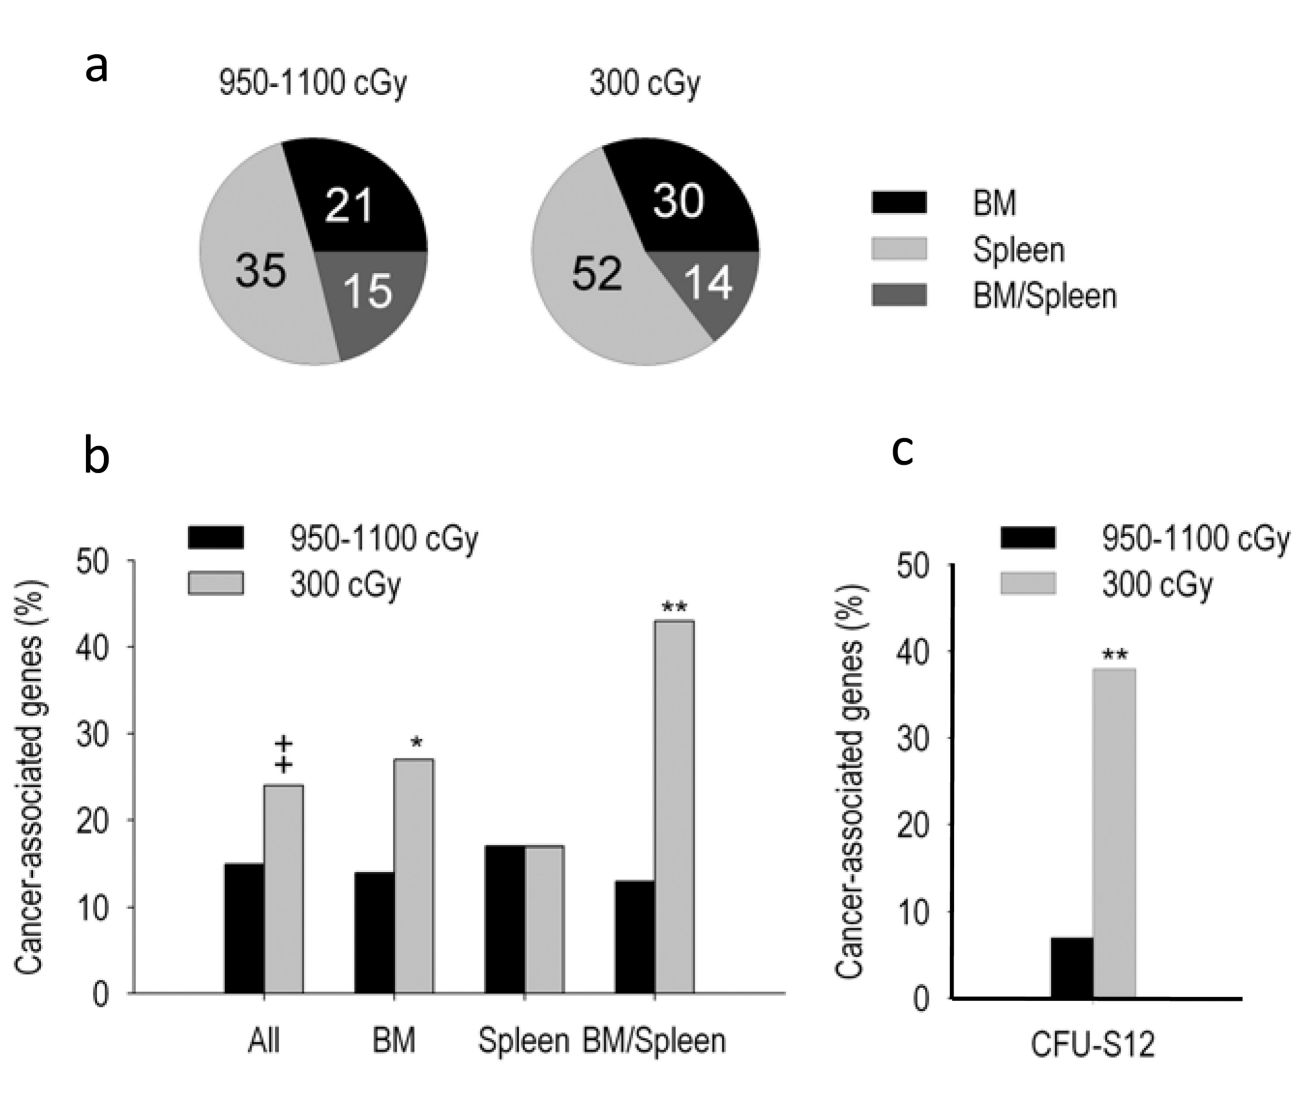 a
950-1100 cGy
300 cGy
21
35
15
30
52
14
BM
Spleen
BM/Spleen
b
950-1100 cGy
300 cGy
Cancer-associated genes (%)
50
40
30
20
10
0
‡
*
**
All
BM
Spleen
BM/Spleen
c
950-1100 cGy
300 cGy
Cancer-associated genes (%)
50
40
30
20
10
0
**
CFU-S12